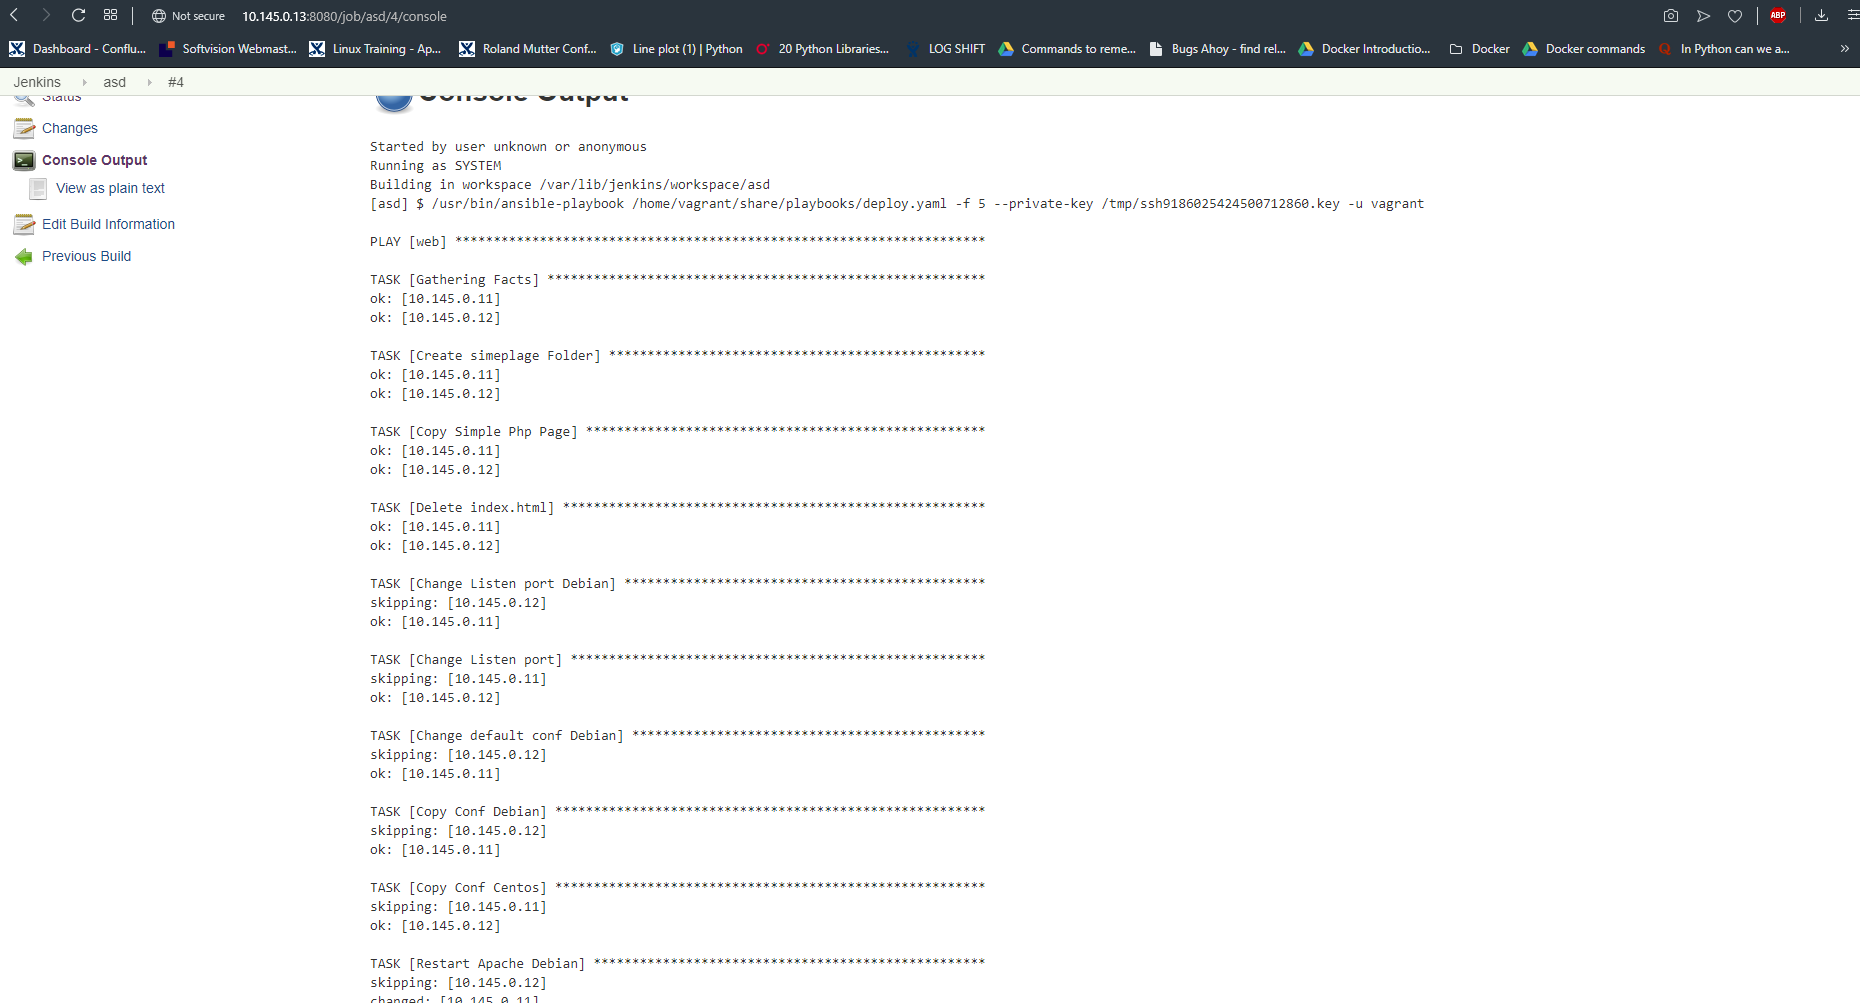 Not secure 10.145.0.13:8080/job/asd/4/console ABP
Dashboard - Conflu... Softvision Webmast... Linux Training - Ap... Roland Mutter Conf... Line plot (1) | Python 20 Python Libraries... LOG SHIFT Commands to reme... Bugs Ahoy - find rel... Docker Introductio... Docker Docker commands In Python can we a... »
Jenkins asd #4
Status
Changes
Console Output
View as plain text
Edit Build Information
Previous Build
Console Output
Started by user unknown or anonymous
Running as SYSTEM
Building in workspace /var/lib/jenkins/workspace/asd
[asd] $ /usr/bin/ansible-playbook /home/vagrant/share/playbooks/deploy.yaml -f 5 --private-key /tmp/ssh9186025424500712860.key -u vagrant
PLAY [web] *********************************************************************
TASK [Gathering Facts] *********************************************************
ok: [10.145.0.11]
ok: [10.145.0.12]
TASK [Create simeplage Folder] *************************************************
ok: [10.145.0.11]
ok: [10.145.0.12]
TASK [Copy Simple Php Page] ****************************************************
ok: [10.145.0.11]
ok: [10.145.0.12]
TASK [Delete index.html] *******************************************************
ok: [10.145.0.11]
ok: [10.145.0.12]
TASK [Change Listen port Debian] ***********************************************
skipping: [10.145.0.12]
ok: [10.145.0.11]
TASK [Change Listen port] ******************************************************
skipping: [10.145.0.11]
ok: [10.145.0.12]
TASK [Change default conf Debian] **********************************************
skipping: [10.145.0.12]
ok: [10.145.0.11]
TASK [Copy Conf Debian] ********************************************************
skipping: [10.145.0.12]
ok: [10.145.0.11]
TASK [Copy Conf Centos] ********************************************************
skipping: [10.145.0.11]
ok: [10.145.0.12]
TASK [Restart Apache Debian] ***************************************************
skipping: [10.145.0.12]
changed: [10.145.0.11]